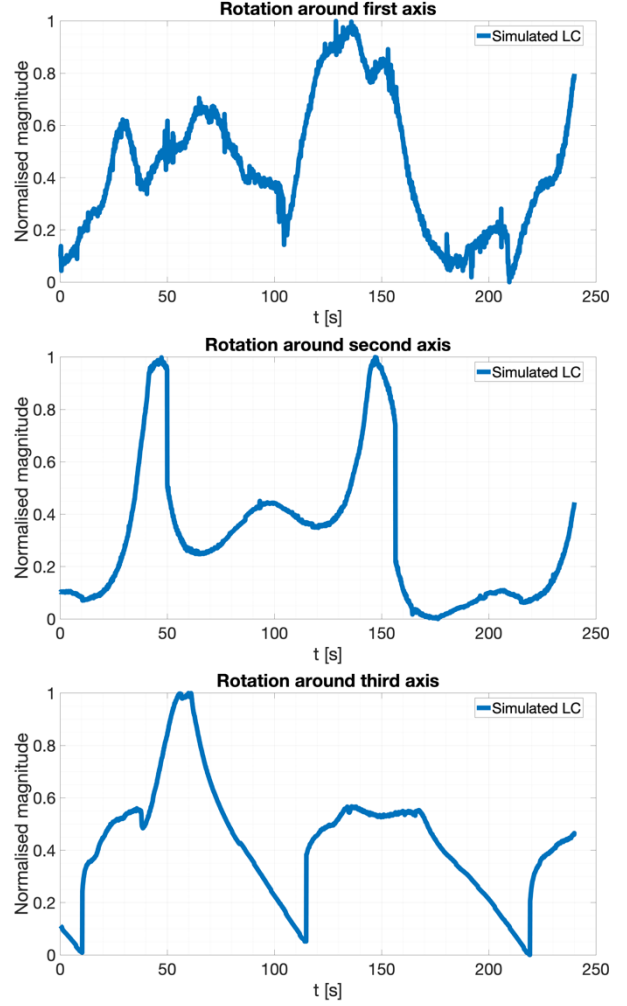 Rotation around first axis
Normalised magnitude
1
0.8
0.6
0.4
0.2
0
Simulated LC
0 50 100 150 200 250
t [s]
Rotation around second axis
Normalised magnitude
1
0.8
0.6
0.4
0.2
0
Simulated LC
0 50 100 150 200 250
t [s]
Rotation around third axis
Normalised magnitude
1
0.8
0.6
0.4
0.2
0
Simulated LC
0 50 100 150 200 250
t [s]